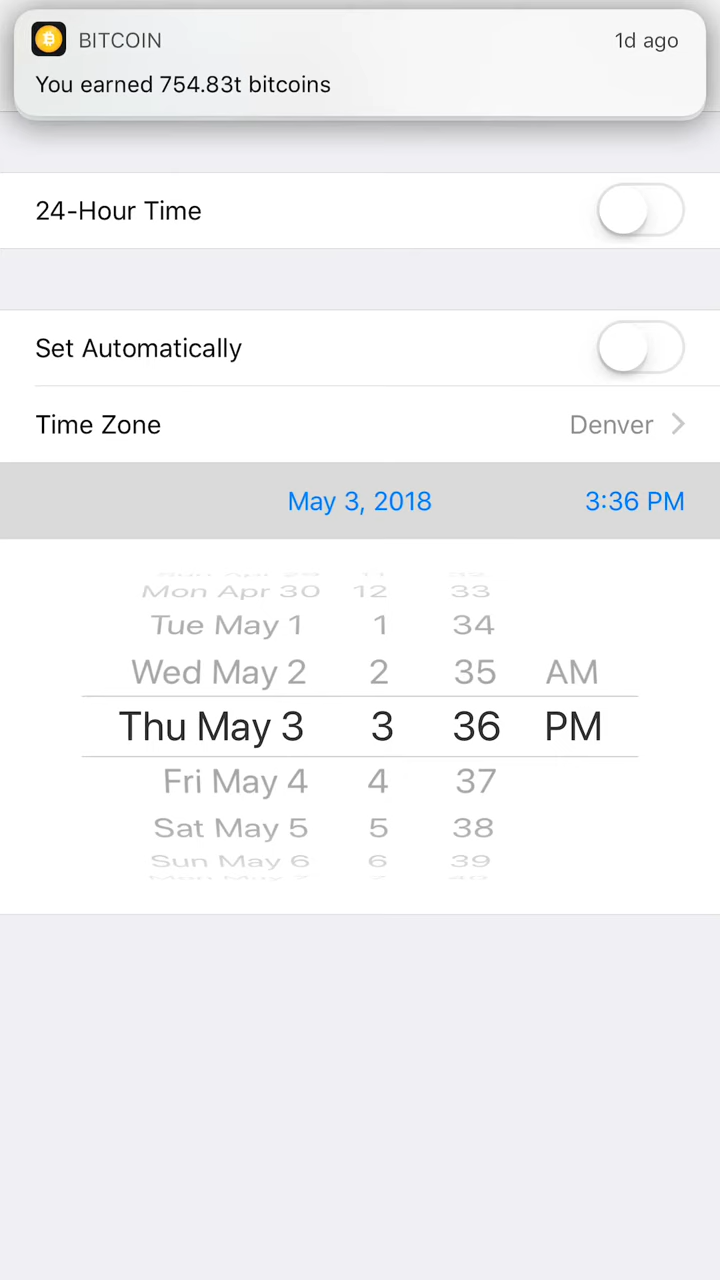 BITCOIN 1d ago
You earned 754.83t bitcoins
24-Hour Time
Set Automatically
Time Zone Denver
May 3, 2018 3:36 PM
Mon Apr 30 12 33
Tue May 1 1 34
Wed May 2 2 35 AM
Thu May 3 3 36 PM
Fri May 4 4 37
Sat May 5 5 38
Sun May 6 6 39